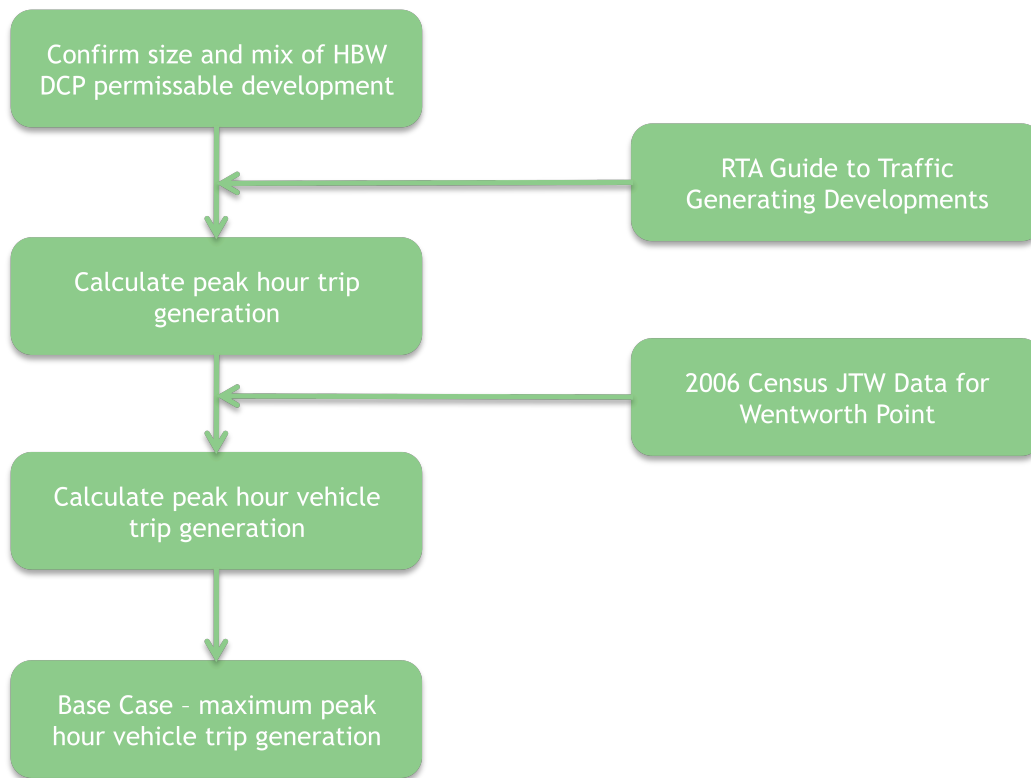 Confirm size and mix of HBW
DCP permissable development
RTA Guide to Traffic
Generating Developments
Calculate peak hour trip
generation
2006 Census JTW Data for
Wentworth Point
Calculate peak hour vehicle
trip generation
Base Case – maximum peak
hour vehicle trip generation